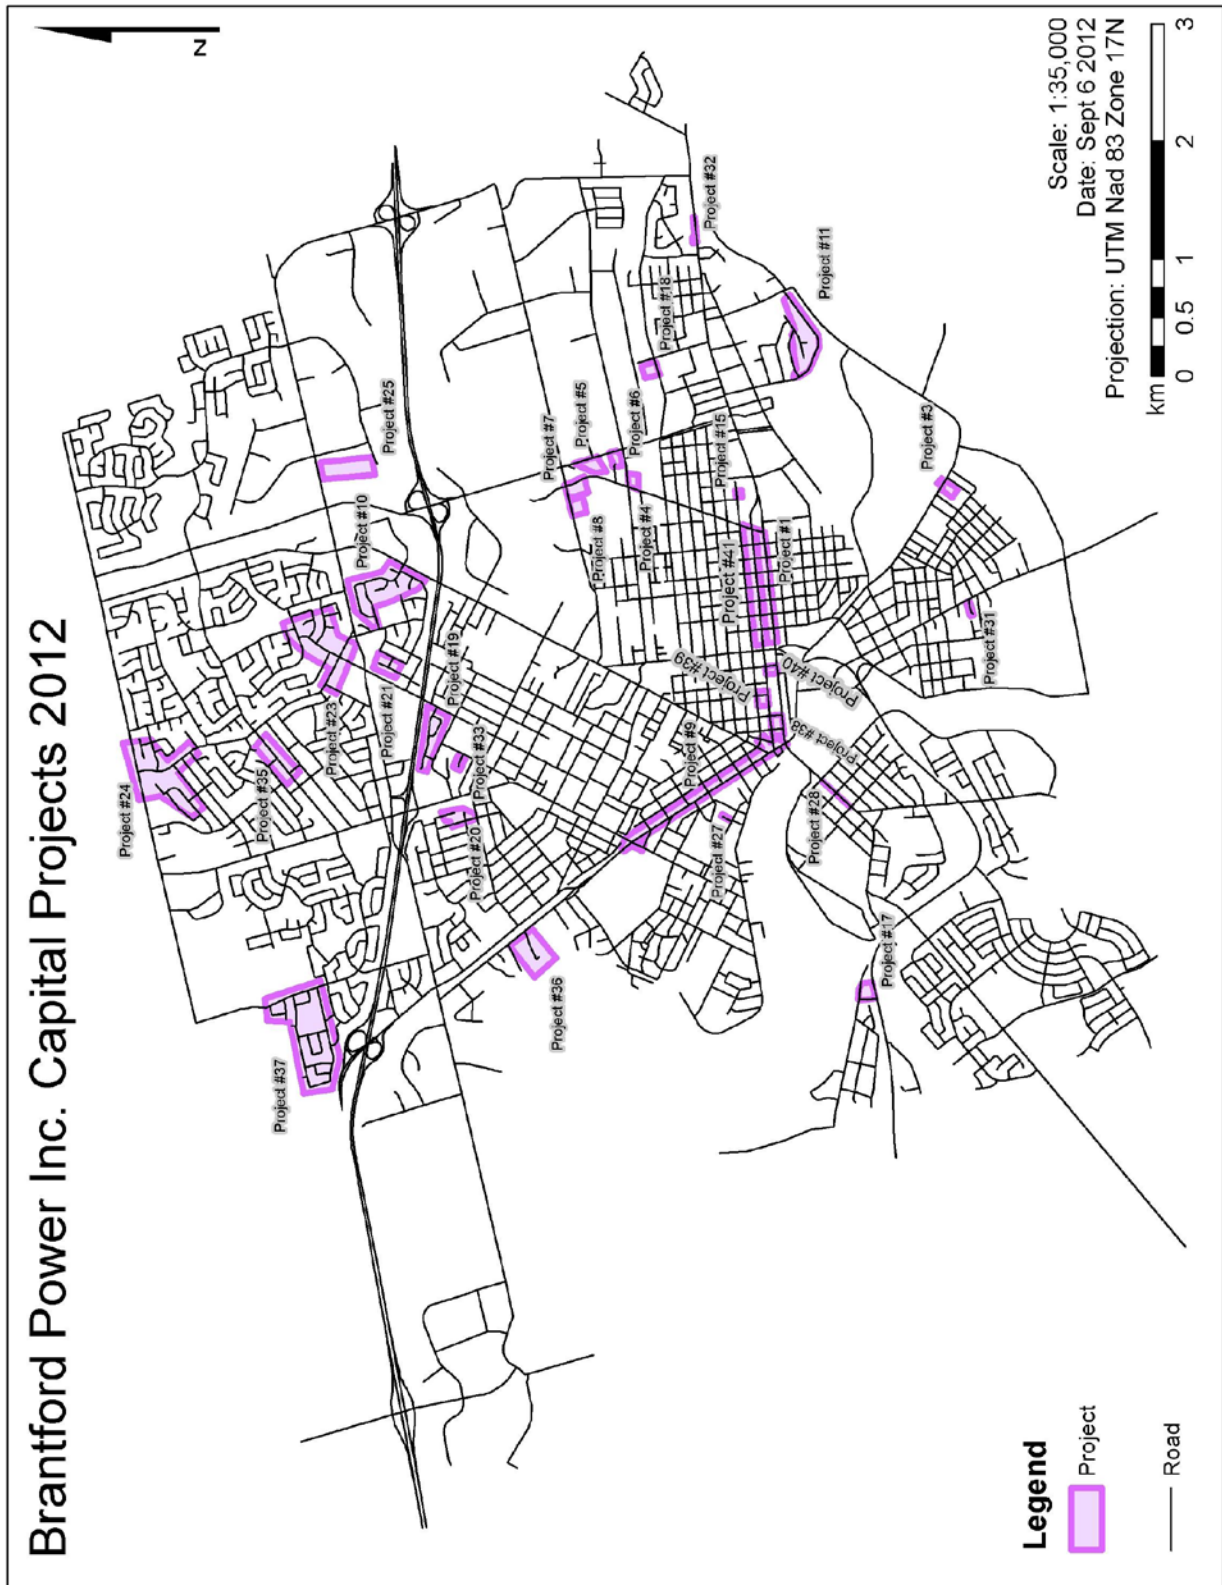 Brantford Power Inc. Capital Projects 2012
N
Project #24
Project #35
Project #37
Project #23
Project #21
Project #10
Project #25
Project #19
Project #33
Project #20
Project #36
Project #7
Project #5
Project #8
Project #6
Project #4
Project #18
Project #32
Project #11
Project #15
Project #41
Project #1
Project #39
Project #40
Project #9
Project #38
Project #27
Project #28
Project #17
Project #3
Project #31
Legend
Project
Road
Scale: 1:35,000
Date: Sept 6 2012
Projection: UTM Nad 83 Zone 17N
km
0 0.5 1 2 3